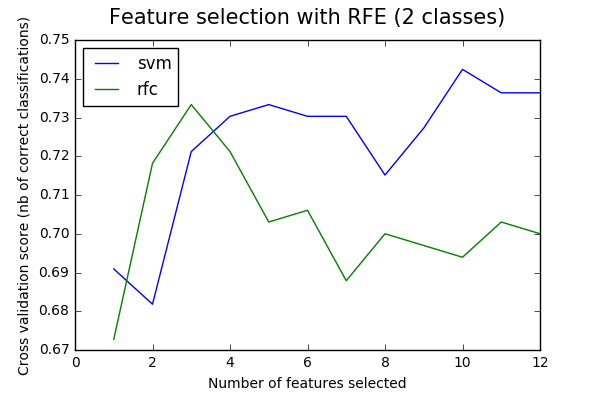 Feature selection with RFE (2 classes)
Cross validation score (nb of correct classifications)
0.75
0.74
0.73
0.72
0.71
0.70
0.69
0.68
0.67
svm
rfc
0 2 4 6 8 10 12
Number of features selected